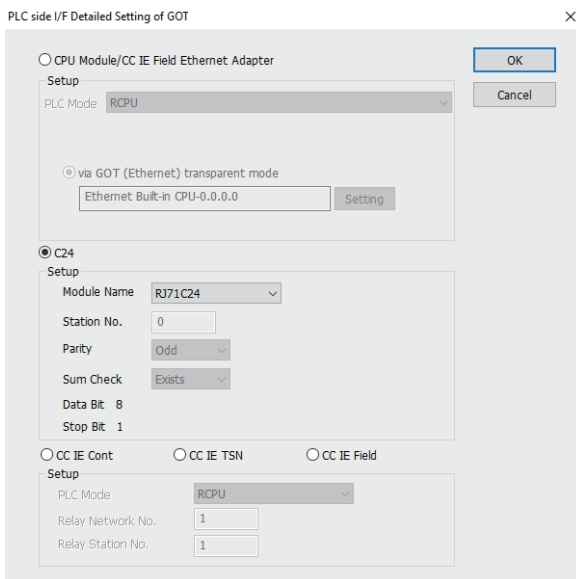 PLC side I/F Detailed Setting of GOT
CPU Module/CC IE Field Ethernet Adapter
OK
Setup
PLC Mode RCPU
Cancel
via GOT (Ethernet) transparent mode
Ethernet Built-in CPU-0.0.0.0 Setting
C24
Setup
Module Name RJ71C24
Station No. 0
Parity Odd
Sum Check Exists
Data Bit 8
Stop Bit 1
CC IE Cont CC IE TSN CC IE Field
Setup
PLC Mode RCPU
Relay Network No. 1
Relay Station No. 1